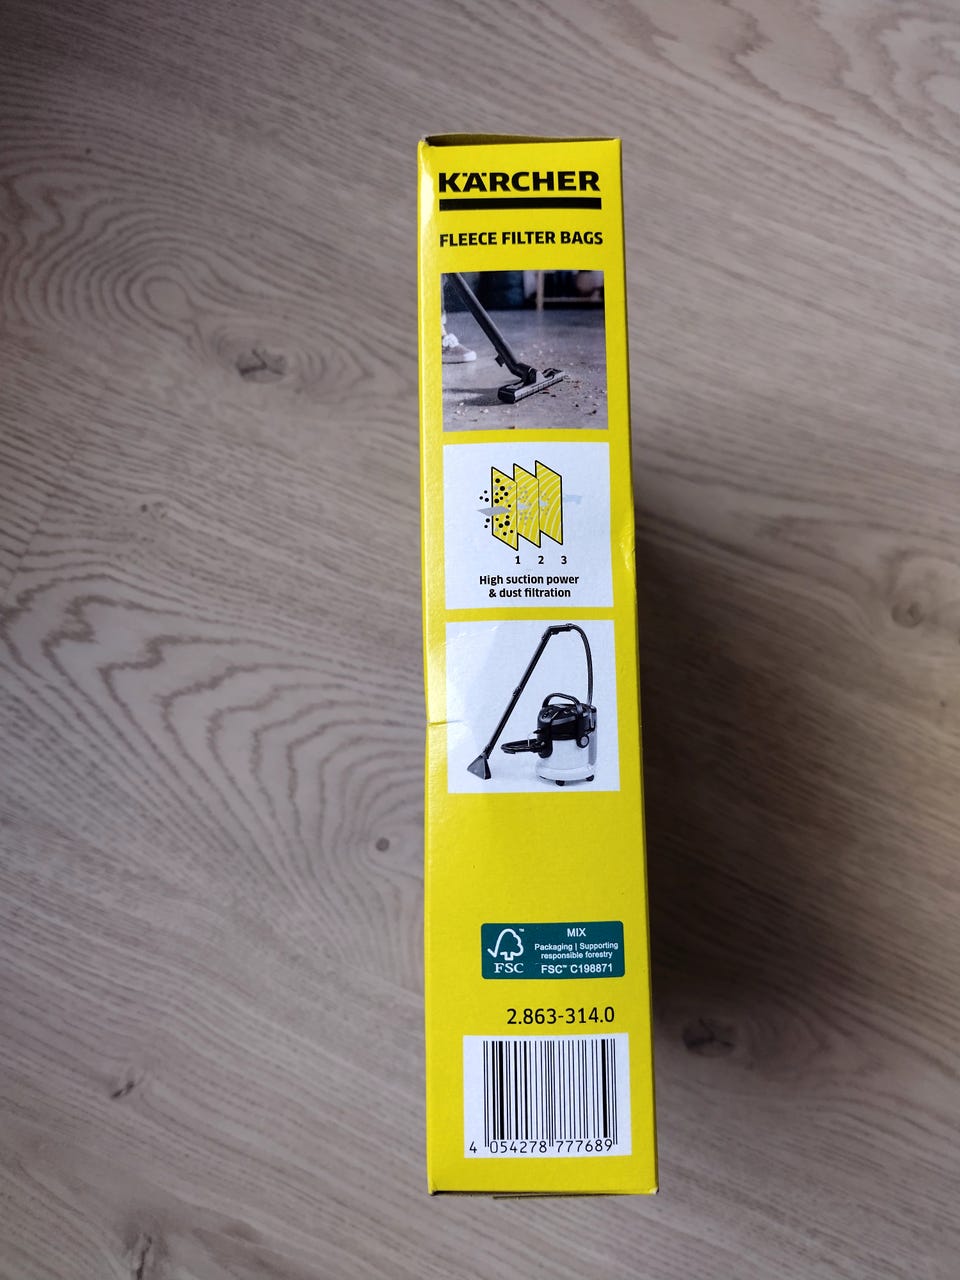 KÄRCHER
FLEECE FILTER BAGS
1 2 3
High suction power
& dust filtration
MIX
Packaging | Supporting
responsible forestry
FSC™ C198871
FSC
2.863-314.0
4 054278 777689